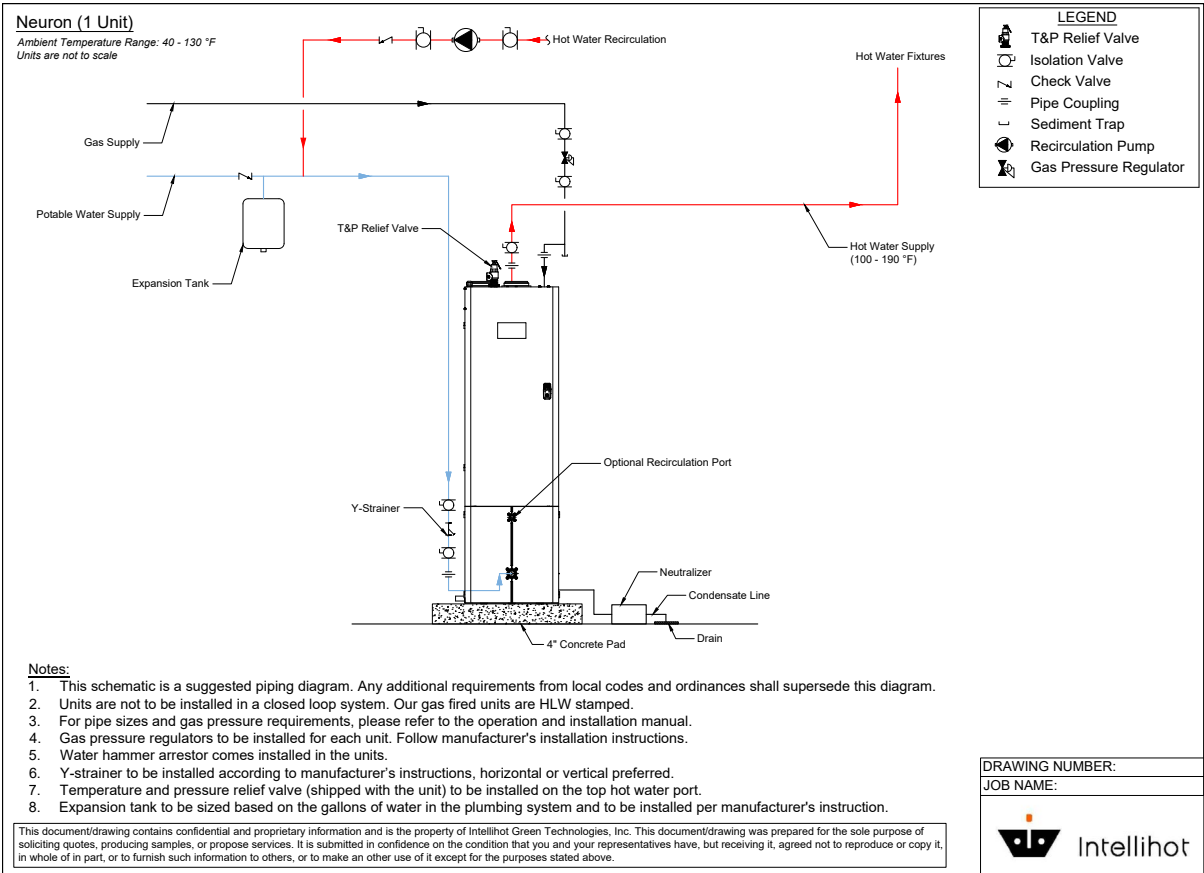 Neuron (1 Unit)
Ambient Temperature Range: 40 - 130 °F
Units are not to scale
Hot Water Recirculation
Hot Water Fixtures
Gas Supply
Potable Water Supply
Expansion Tank
T&P Relief Valve
Hot Water Supply
(100 - 190 °F)
Optional Recirculation Port
Y-Strainer
Neutralizer
Condensate Line
Drain
4" Concrete Pad
LEGEND
T&P Relief Valve
Isolation Valve
Check Valve
Pipe Coupling
Sediment Trap
Recirculation Pump
Gas Pressure Regulator
Notes:
1. This schematic is a suggested piping diagram. Any additional requirements from local codes and ordinances shall supersede this diagram.
2. Units are not to be installed in a closed loop system. Our gas fired units are HLW stamped.
3. For pipe sizes and gas pressure requirements, please refer to the operation and installation manual.
4. Gas pressure regulators to be installed for each unit. Follow manufacturer's installation instructions.
5. Water hammer arrestor comes installed in the units.
6. Y-strainer to be installed according to manufacturer's instructions, horizontal or vertical preferred.
7. Temperature and pressure relief valve (shipped with the unit) to be installed on the top hot water port.
8. Expansion tank to be sized based on the gallons of water in the plumbing system and to be installed per manufacturer's instruction.
This document/drawing contains confidential and proprietary information and is the property of Intellihot Green Technologies, Inc. This document/drawing was prepared for the sole purpose of
soliciting quotes, producing samples, or propose services. It is submitted in confidence on the condition that you and your representatives have, but receiving it, agreed not to reproduce or copy it,
in whole of in part, or to furnish such information to others, or to make an other use of it except for the purposes stated above.
DRAWING NUMBER:
JOB NAME:
Intellihot